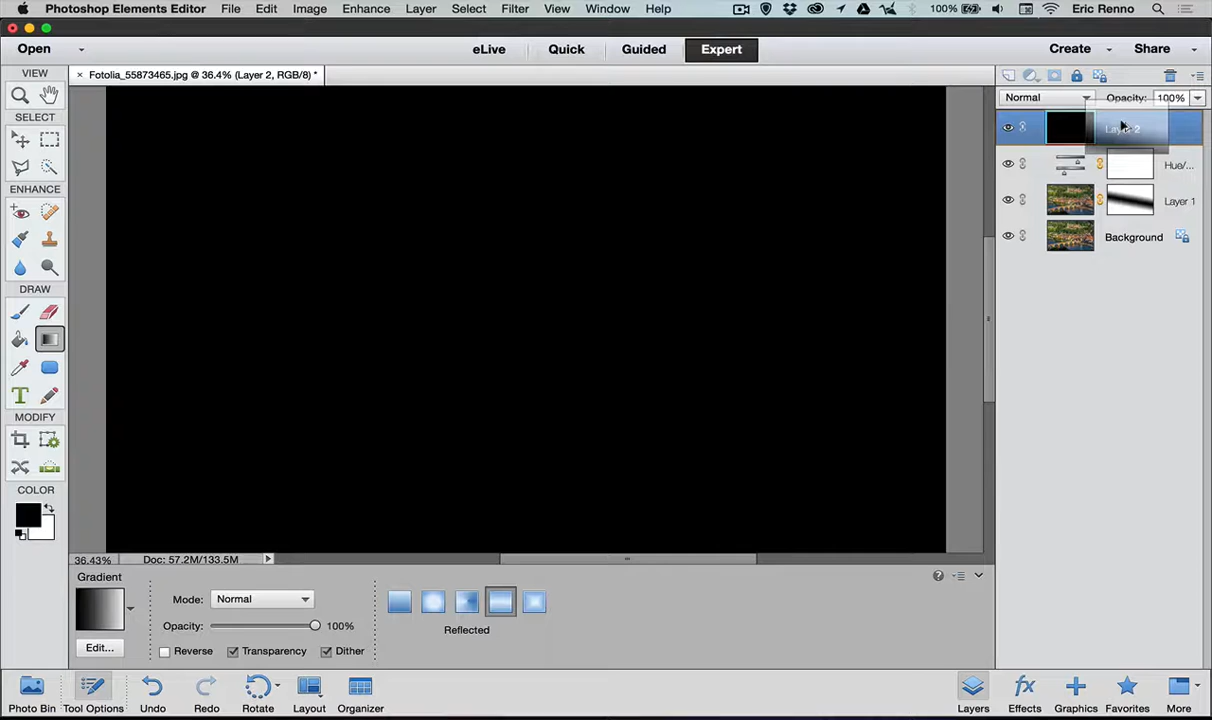 Photoshop Elements Editor File Edit Image Enhance Layer Select Filter View Window Help 100% Eric Renno
Open eLive Quick Guided Expert Create Share
VIEW
× Fotolia_55873465.jpg @ 36.4% (Layer 2, RGB/8) *
Normal Opacity: 100%
SELECT
Layer 2
Hue/...
ENHANCE
Layer 1
Background
DRAW
T
MODIFY
COLOR
36.43% Doc: 57.2M/133.5M
Gradient
Mode: Normal
Opacity: 100%
Reflected
Edit...
Reverse Transparency Dither
Photo Bin Tool Options Undo Redo Rotate Layout Organizer
fx
Layers Effects Graphics Favorites More